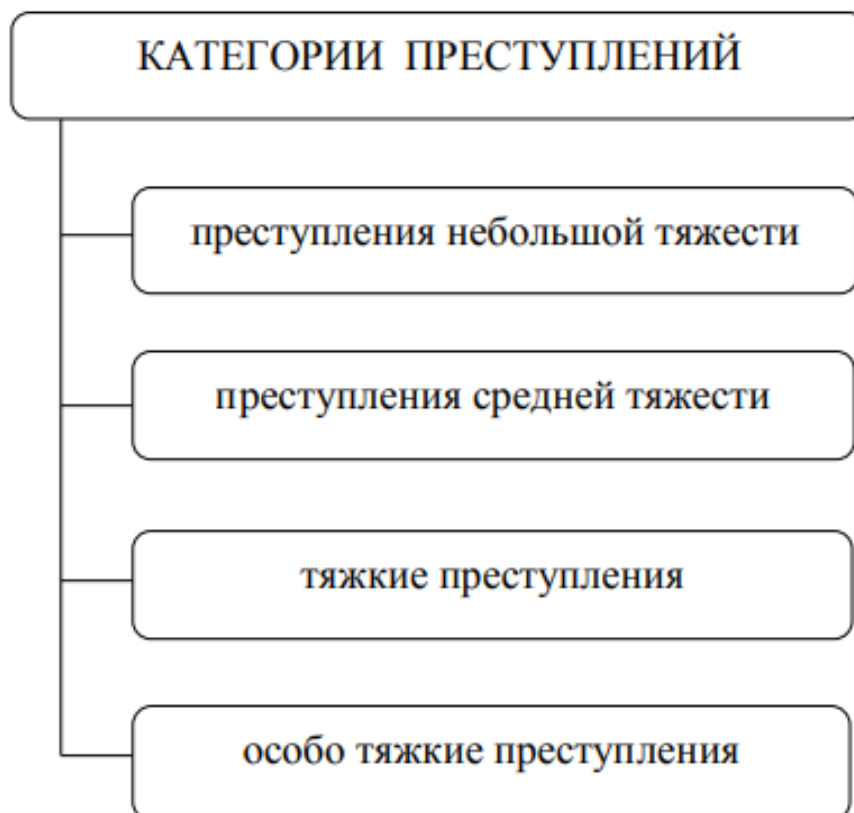 КАТЕГОРИИ ПРЕСТУПЛЕНИЙ
преступления небольшой тяжести
преступления средней тяжести
тяжкие преступления
особо тяжкие преступления